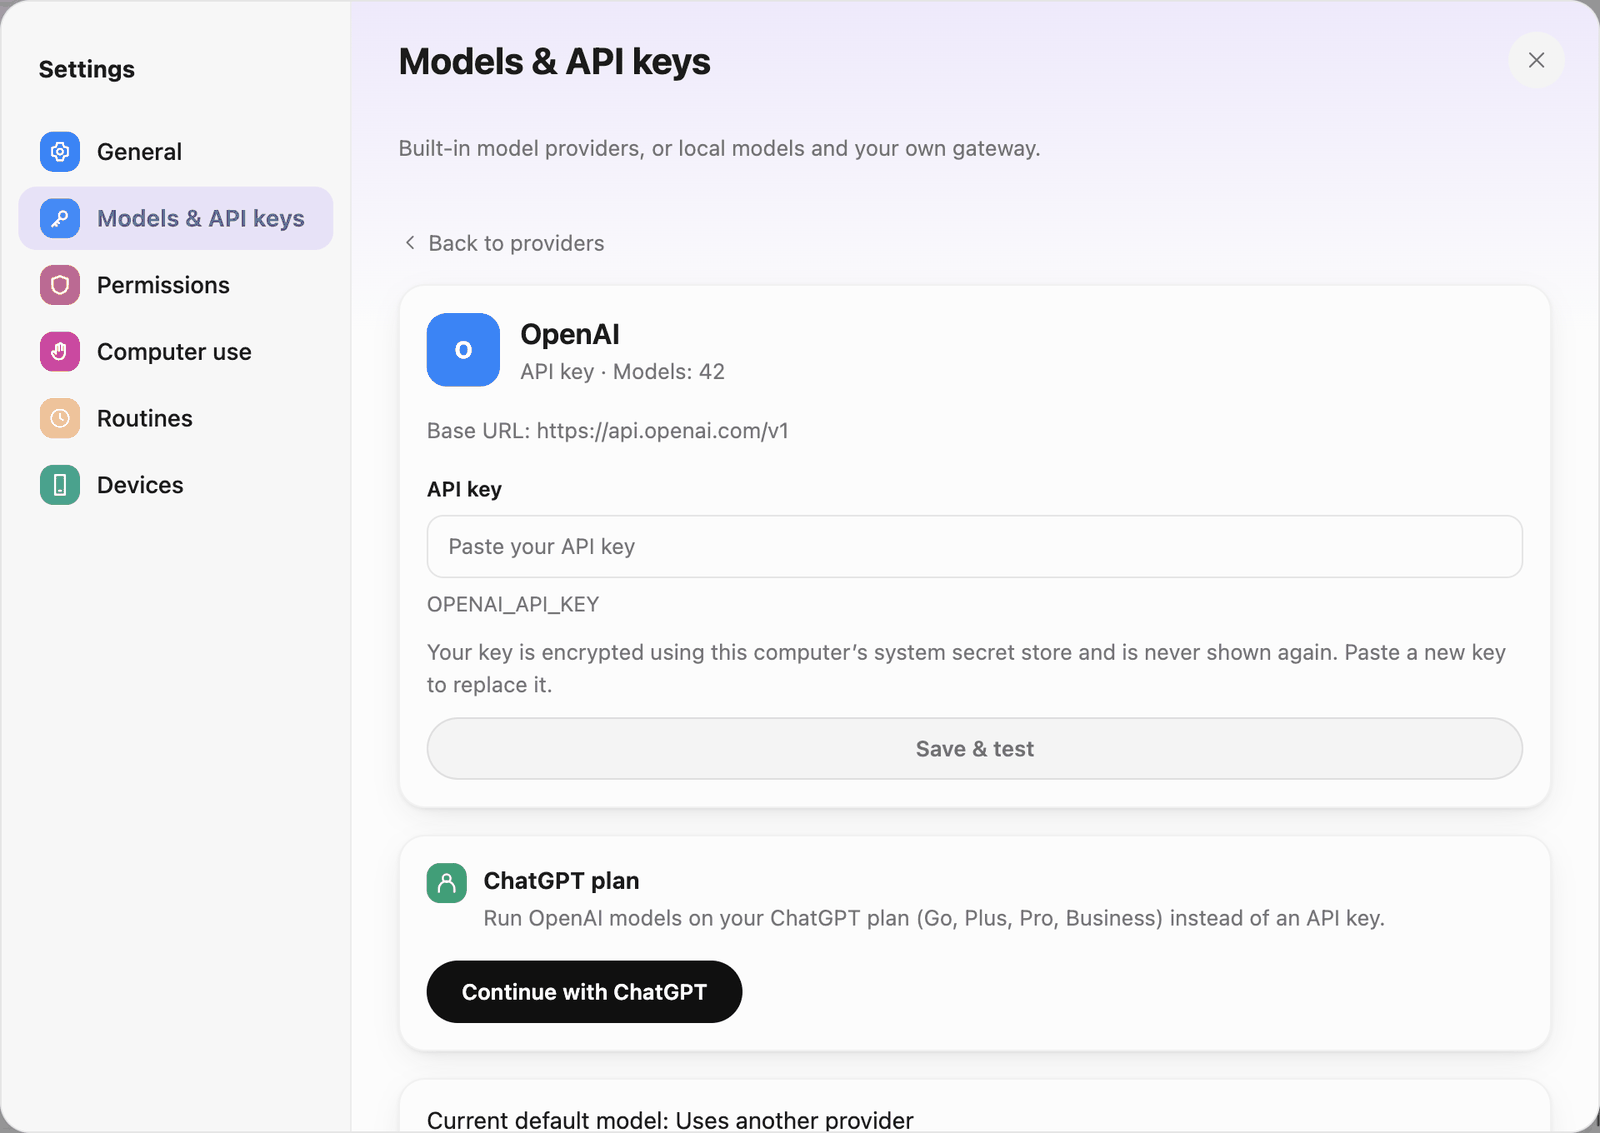 Settings
General
Models & API keys
Permissions
Computer use
Routines
Devices
Models & API keys
Built-in model providers, or local models and your own gateway.
Back to providers
O
OpenAI
API key · Models: 42
Base URL: https://api.openai.com/v1
API key
Paste your API key
OPENAI_API_KEY
Your key is encrypted using this computer’s system secret store and is never shown again. Paste a new key
to replace it.
Save & test
ChatGPT plan
Run OpenAI models on your ChatGPT plan (Go, Plus, Pro, Business) instead of an API key.
Continue with ChatGPT
Current default model: Uses another provider